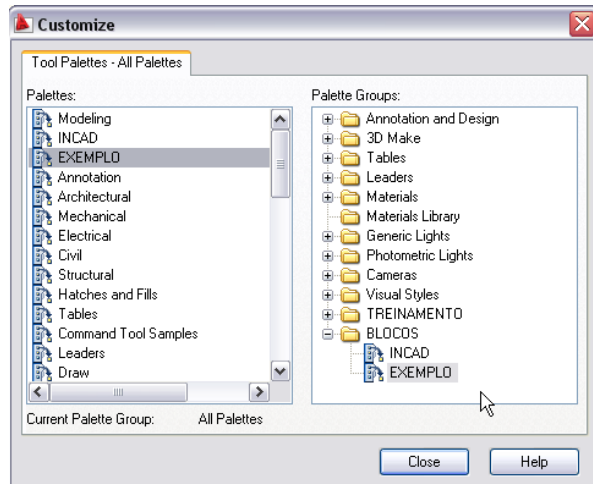 Customize
Tool Palettes - All Palettes
Palettes:
Modeling
INCAD
EXEMPLO
Annotation
Architectural
Mechanical
Electrical
Civil
Structural
Hatches and Fills
Tables
Command Tool Samples
Leaders
Draw
Palette Groups:
Annotation and Design
3D Make
Tables
Leaders
Materials
Materials Library
Generic Lights
Photometric Lights
Cameras
Visual Styles
TREINAMENTO
BLOCOS
INCAD
EXEMPLO
Current Palette Group: All Palettes
Close
Help